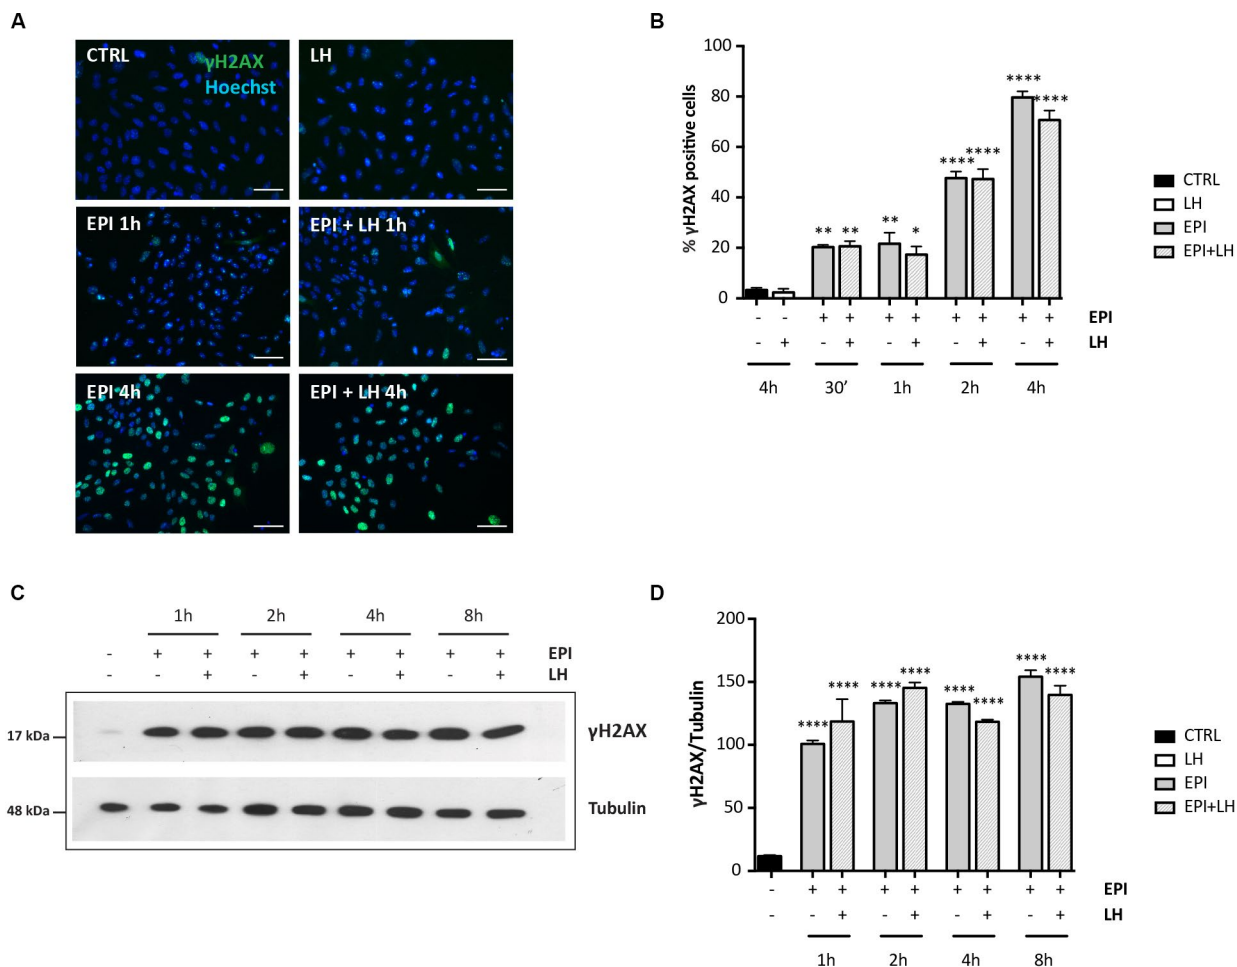 A
CTRL
γH2AX
Hoechst
LH
EPI 1h
EPI + LH 1h
EPI 4h
EPI + LH 4h
B
% γH2AX positive cells
100
80
60
40
20
0
** ** ** * **** **** **** ****
- - + + + + + + + + EPI
- + - + - + - + - + LH
4h 30’ 1h 2h 4h
CTRL
LH
EPI
EPI+LH
C
1h 2h 4h 8h
- + + + + + + + + EPI
- - + - + - + - + LH
17 kDa
γH2AX
48 kDa
Tubulin
D
γH2AX/Tubulin
200
150
100
50
0
**** **** **** **** **** **** **** ****
- + + + + + + + + EPI
- - + - + - + - + LH
1h 2h 4h 8h
CTRL
LH
EPI
EPI+LH